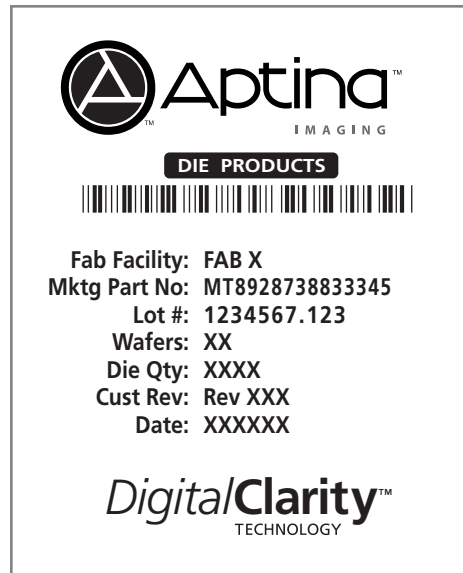 Aptina™
™
IMAGING
DIE PRODUCTS
Fab Facility: FAB X
Mktg Part No: MT8928738833345
Lot #: 1234567.123
Wafers: XX
Die Qty: XXXX
Cust Rev: Rev XXX
Date: XXXXXX
DigitalClarity™
TECHNOLOGY